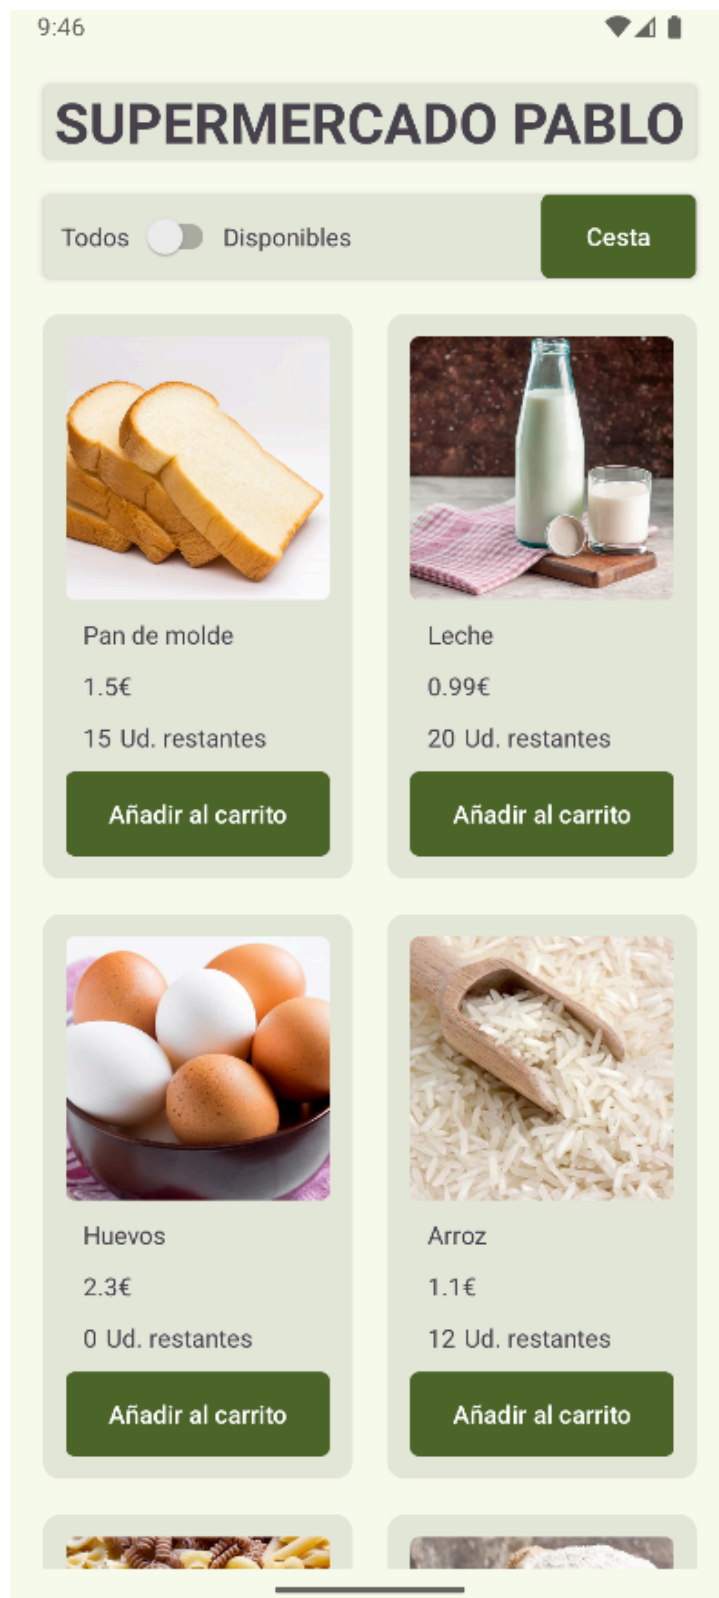 9:46
SUPERMERCADO PABLO
Todos Disponibles Cesta
Pan de molde
1.5€
15 Ud. restantes
Añadir al carrito
Leche
0.99€
20 Ud. restantes
Añadir al carrito
Huevos
2.3€
0 Ud. restantes
Añadir al carrito
Arroz
1.1€
12 Ud. restantes
Añadir al carrito